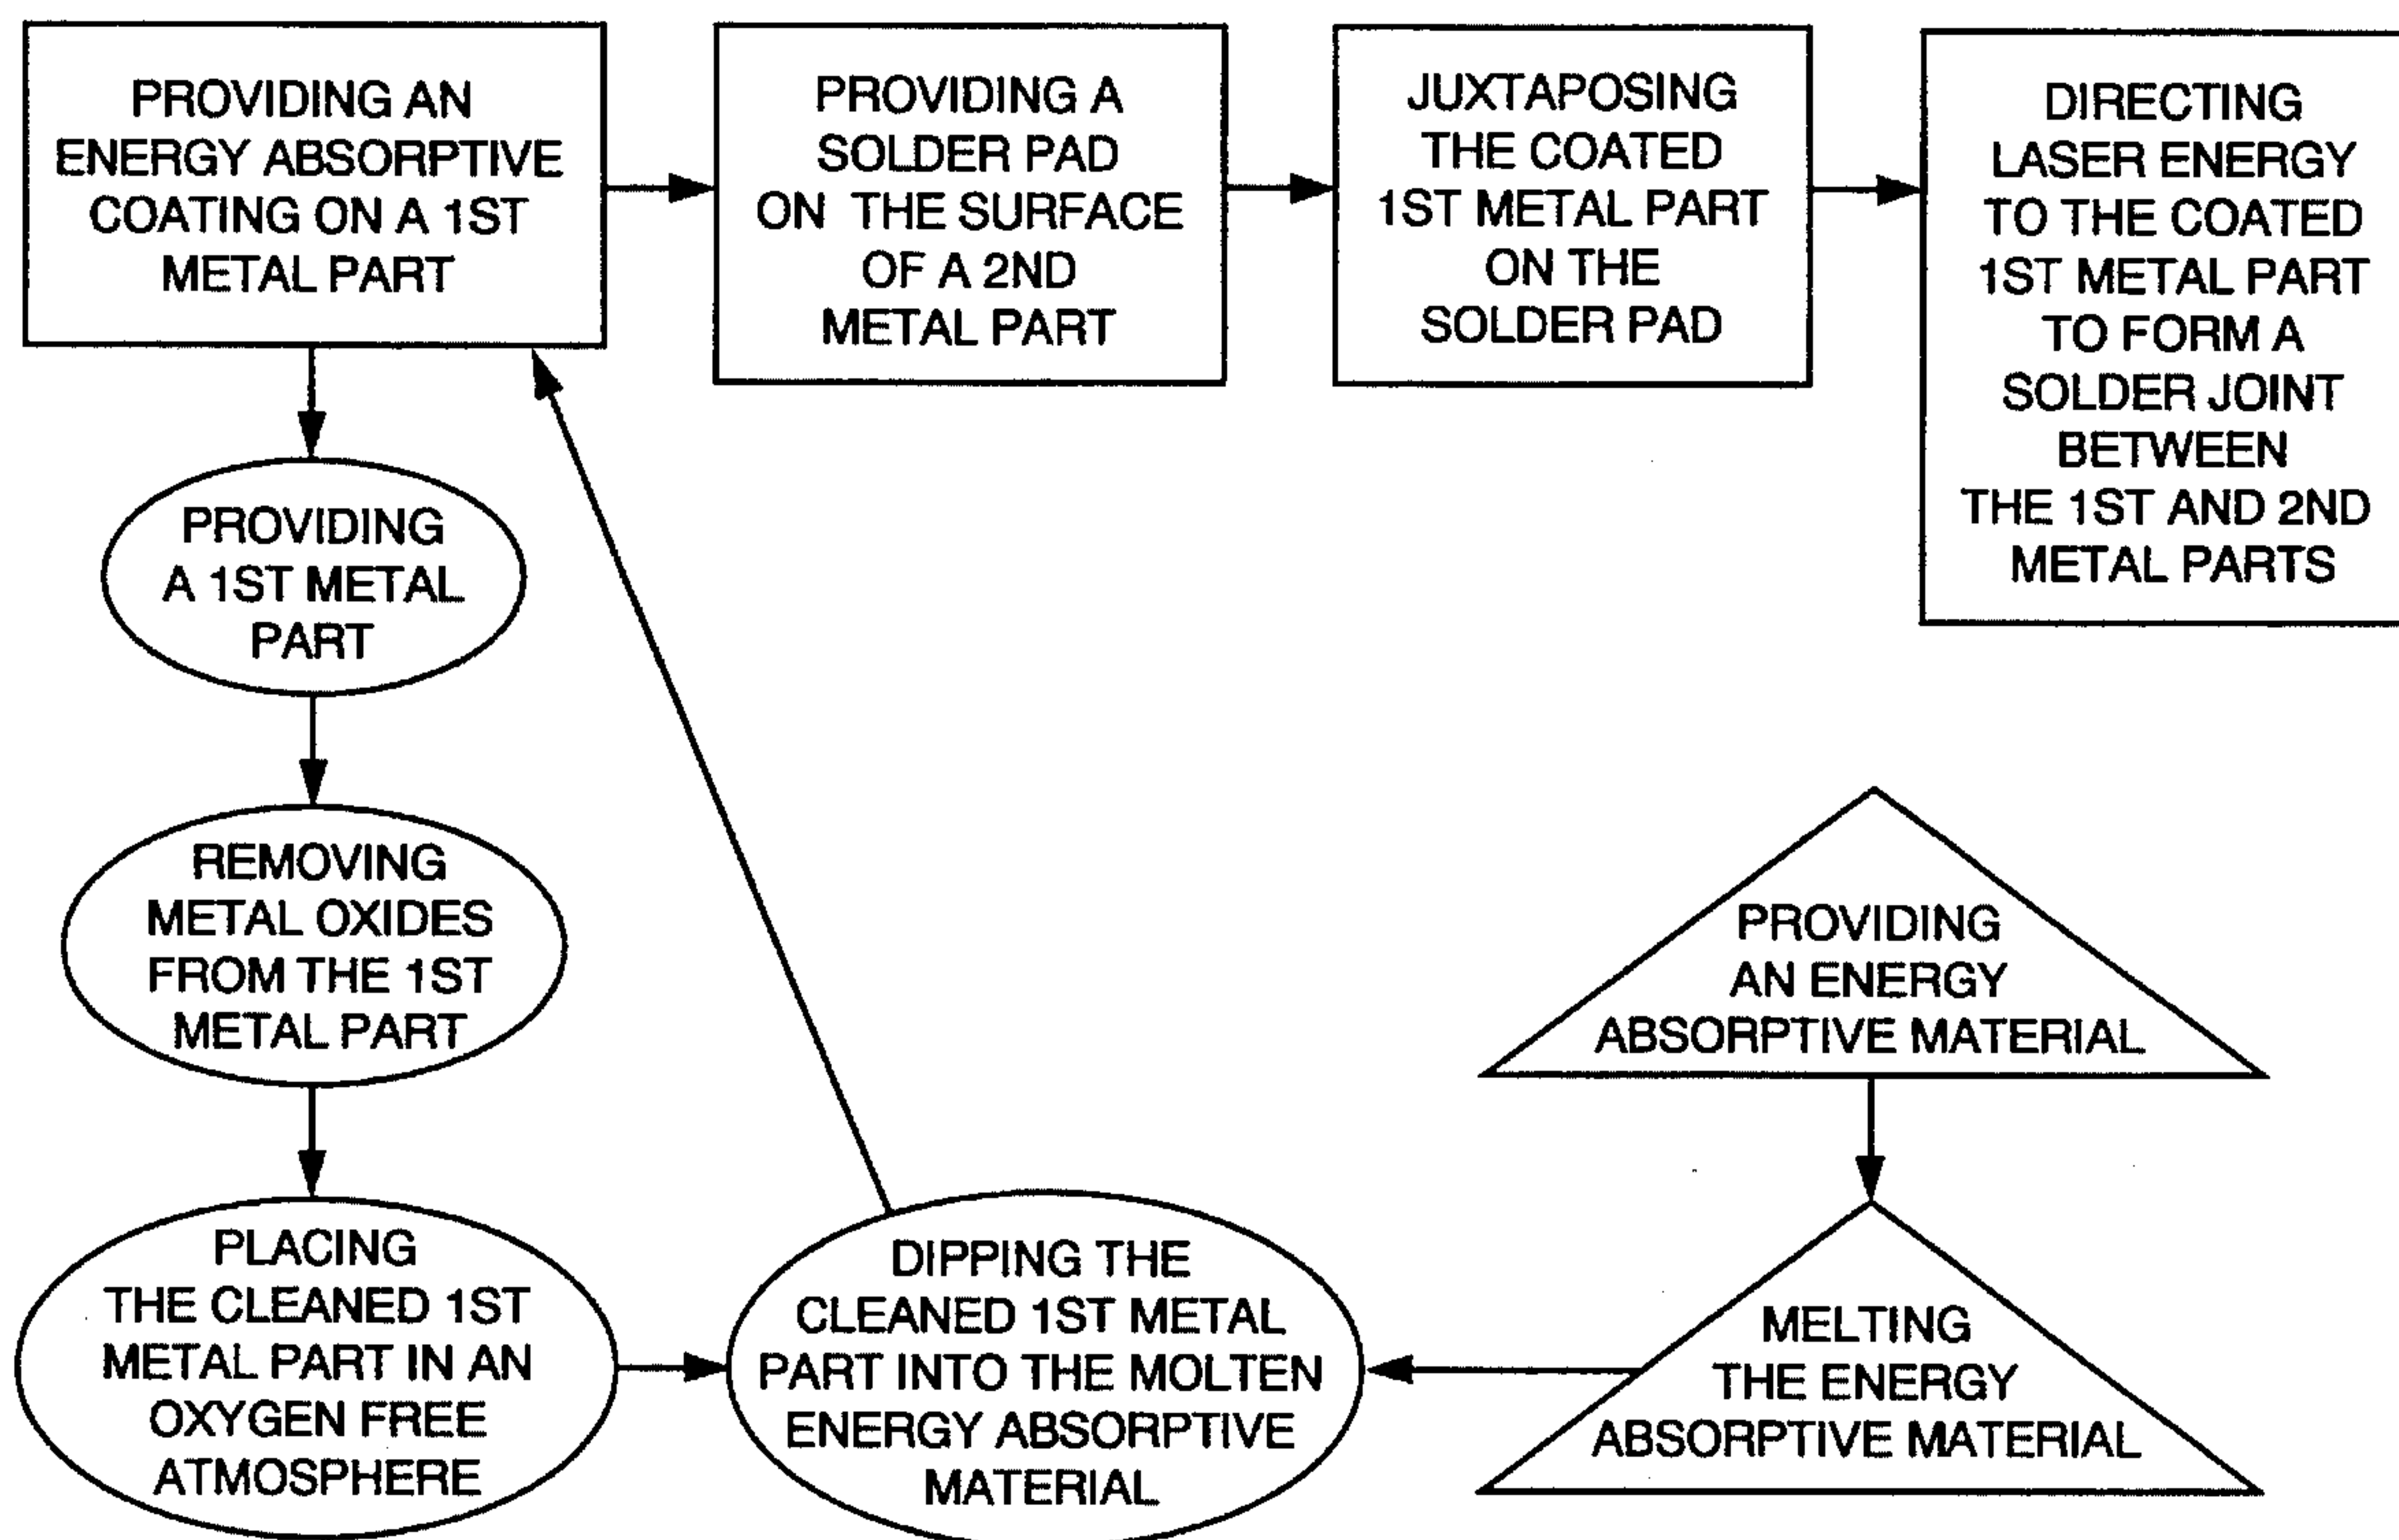 PROVIDING AN
ENERGY ABSORPTIVE
COATING ON A 1ST
METAL PART
PROVIDING A
SOLDER PAD
ON THE SURFACE
OF A 2ND
METAL PART
JUXTAPOSING
THE COATED
1ST METAL PART
ON THE
SOLDER PAD
DIRECTING
LASER ENERGY
TO THE COATED
1ST METAL PART
TO FORM A
SOLDER JOINT
BETWEEN
THE 1ST AND 2ND
METAL PARTS
PROVIDING
A 1ST METAL
PART
REMOVING
METAL OXIDES
FROM THE 1ST
METAL PART
PLACING
THE CLEANED 1ST
METAL PART IN AN
OXYGEN FREE
ATMOSPHERE
DIPPING THE
CLEANED 1ST METAL
PART INTO THE MOLTEN
ENERGY ABSORPTIVE
MATERIAL
PROVIDING
AN ENERGY
ABSORPTIVE MATERIAL
MELTING
THE ENERGY
ABSORPTIVE MATERIAL